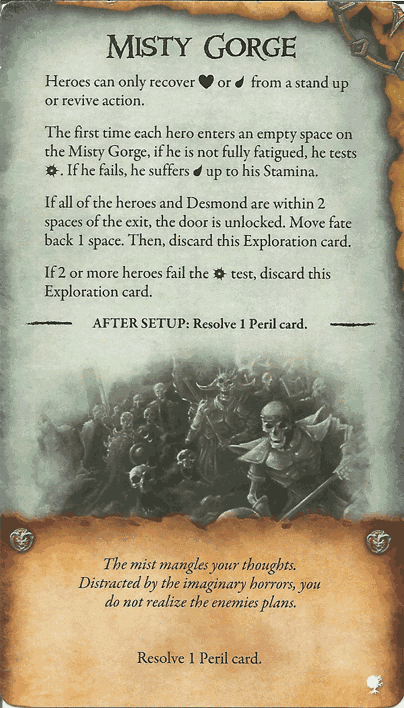 Misty Gorge
Heroes can only recover or from a stand up
or revive action.
The first time each hero enters an empty space on
the Misty Gorge, if he is not fully fatigued, he tests
. If he fails, he suffers up to his Stamina.
If all of the heroes and Desmond are within 2
spaces of the exit, the door is unlocked. Move fate
back 1 space. Then, discard this Exploration card.
If 2 or more heroes fail the test, discard this
Exploration card.
AFTER SETUP: Resolve 1 Peril card.
The mist mangles your thoughts.
Distracted by the imaginary horrors, you
do not realize the enemies plans.
Resolve 1 Peril card.